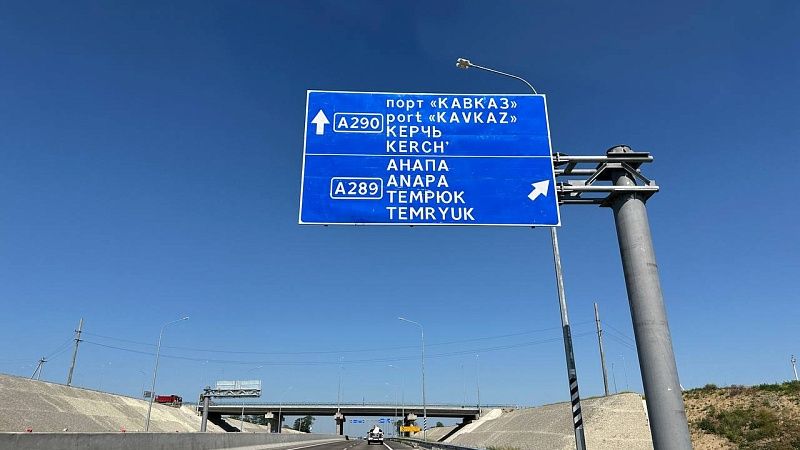 порт «КАВКАЗ»
port «KAVKAZ»
A290
КЕРЧЬ
KERCH'
АНАПА
ANAPA
A289
ТЕМРЮК
TEMRYUK